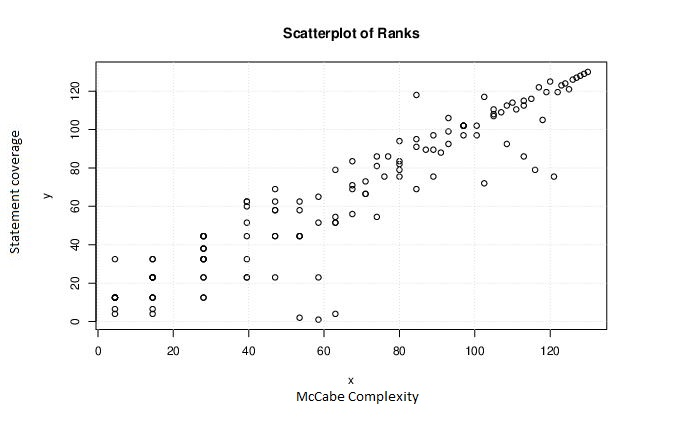 Scatterplot of Ranks
Statement coverage
y
120
100
80
60
40
20
0
0 20 40 60 80 100 120
x
McCabe Complexity